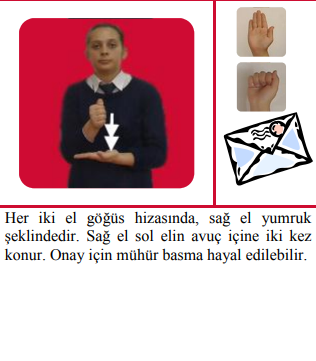 Her iki el göğüs hizasında, sağ el yumruk
şeklindedir. Sağ el sol elin avuç içine iki kez
konur. Onay için mühür basma hayal edilebilir.